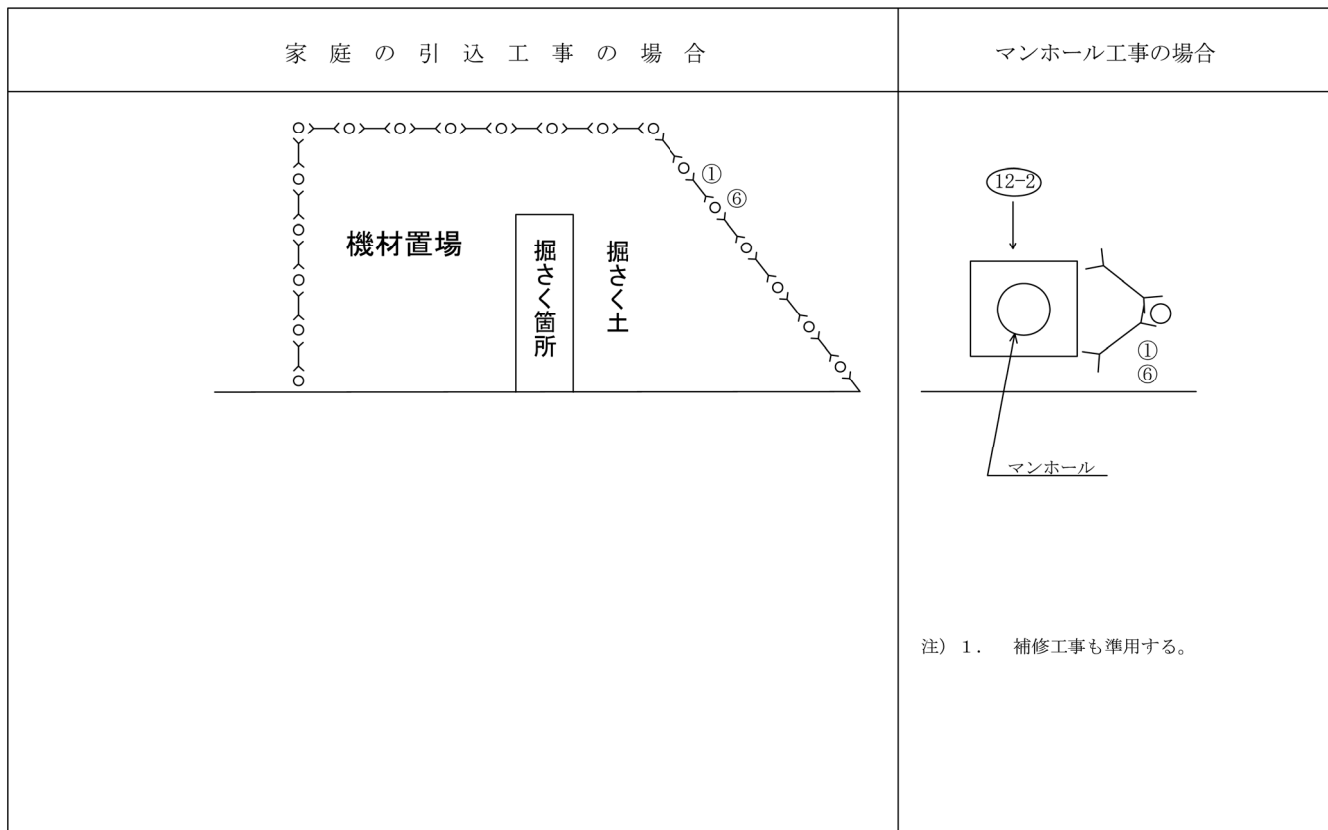 家庭の引込工事の場合
マンホール工事の場合
①
⑥
機材置場
掘さく箇所
掘さく土
12-2
①
⑥
マンホール
注) 1. 補修工事も準用する。